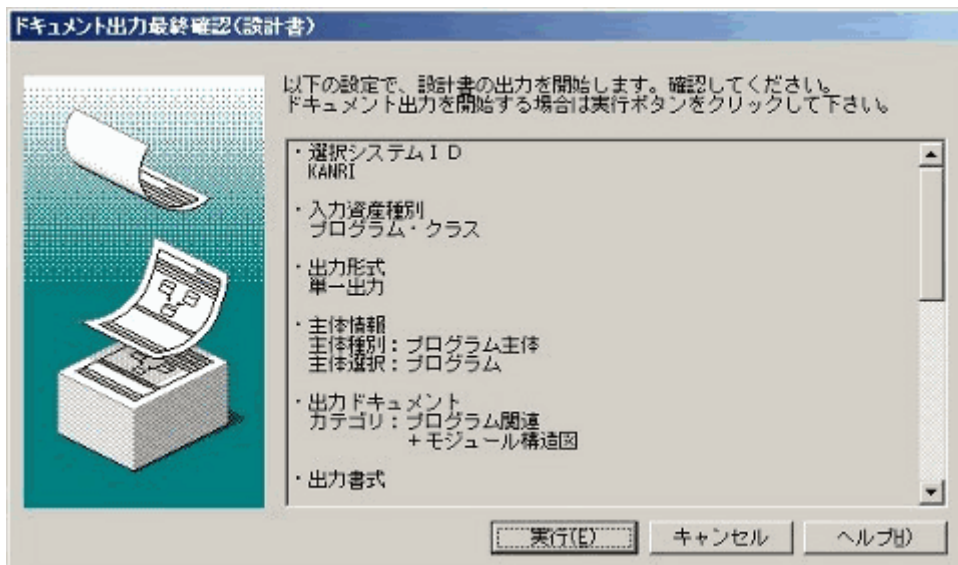 ドキュメント出力最終確認(設計書)
以下の設定で、設計書の出力を開始します。確認してください。
ドキュメント出力を開始する場合は実行ボタンをクリックして下さい。
・選択システムＩＤ
KANRI
・入力資産種別
プログラム・クラス
・出力形式
単一出力
・主体情報
主体種別：プログラム主体
主体選択：プログラム
・出力ドキュメント
カテゴリ：プログラム関連
＋モジュール構造図
・出力書式
実行(E)
キャンセル
ヘルプ(H)